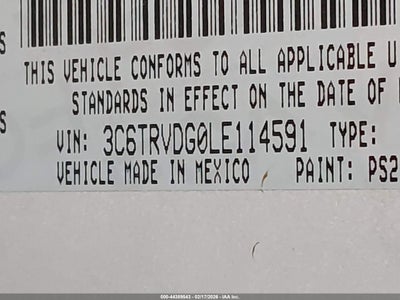 S
THIS VEHICLE CONFORMS TO ALL APPLICABLE U
S
STANDARDS IN EFFECT ON THE DATE OF
S
VIN: 3C6TRVDG0LE114591 TYPE:
VEHICLE MADE IN MEXICO PAINT: PS2